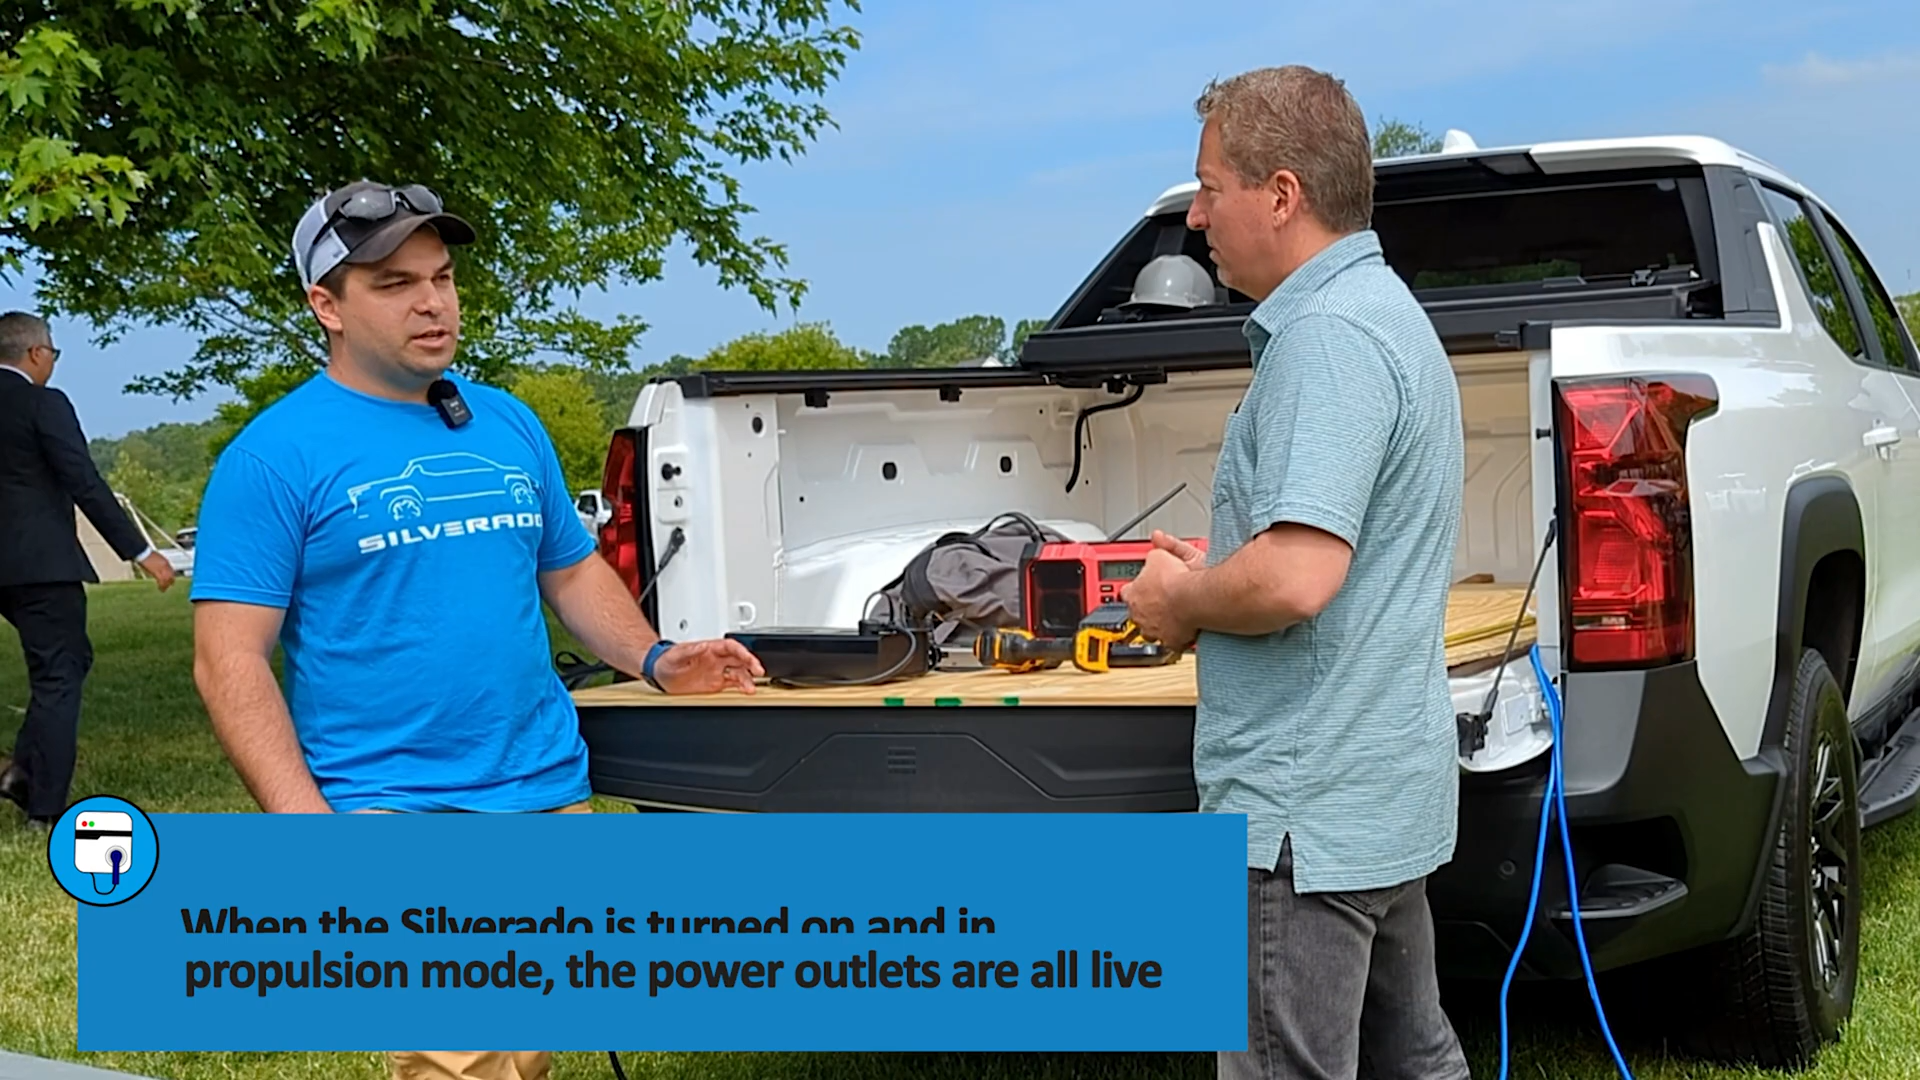 SILVERADO
When the Silverado is turned on and in
propulsion mode, the power outlets are all live